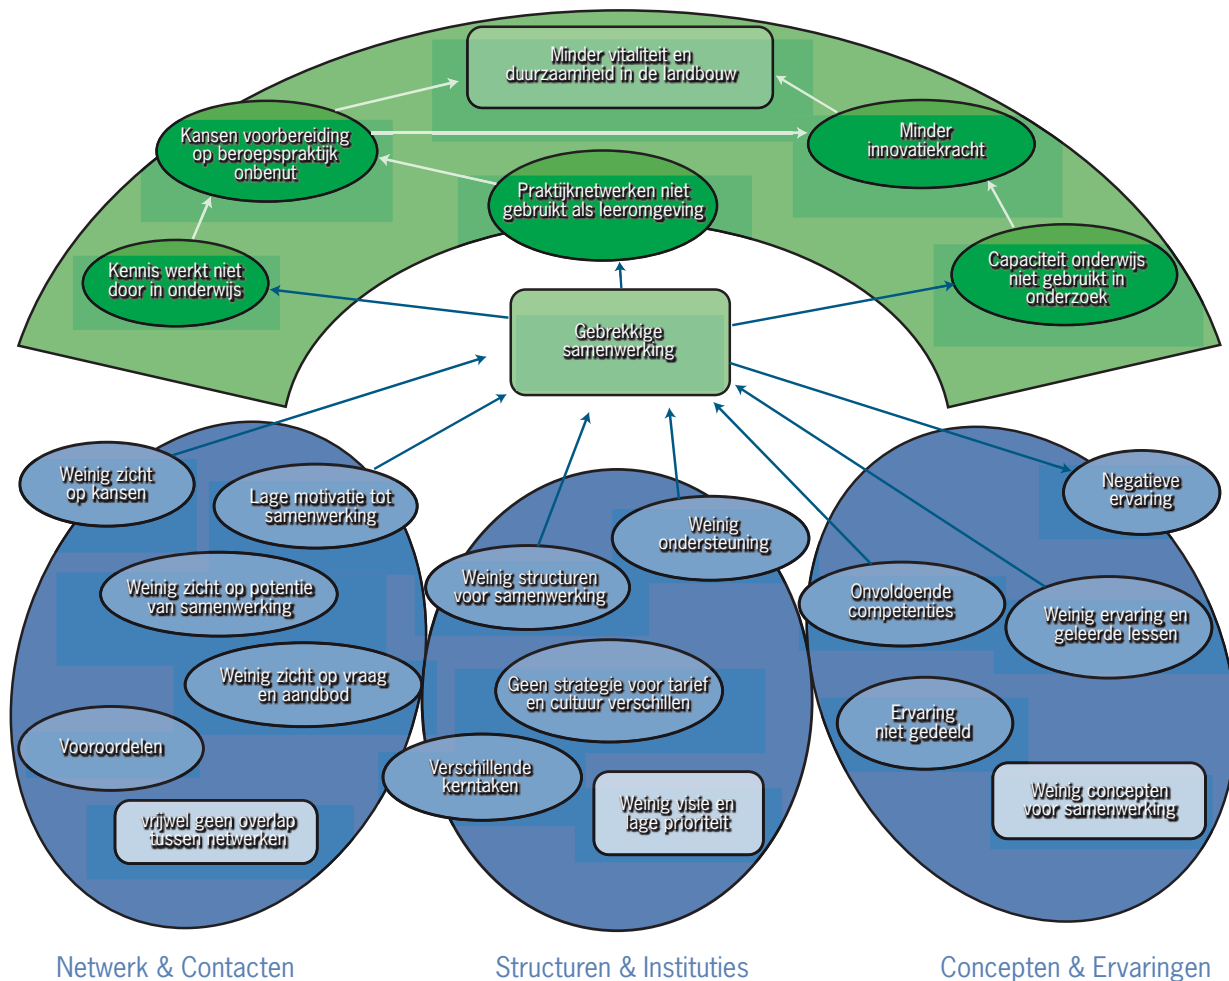 Minder vitaliteit en
duurzaamheid in de landbouw
Kansen voorbereiding
op beroepspraktijk
onbenut
Minder
innovatiekracht
Praktijknetwerken niet
gebruikt als leeromgeving
Kennis werkt niet
door in onderwijs
Capaciteit onderwijs
niet gebruikt in
onderzoek
Gebrekkige
samenwerking
Weinig zicht
op kansen
Lage motivatie tot
samenwerking
Weinig zicht op potentie
van samenwerking
Weinig zicht op vraag
en aandbod
Vooroordelen
vrijwel geen overlap
tussen netwerken
Weinig
ondersteuning
Weinig structuren
voor samenwerking
Geen strategie voor tarief
en cultuur verschillen
Verschillende
kerntaken
Weinig visie en
lage prioriteit
Negatieve
ervaring
Onvoldoende
competenties
Weinig ervaring en
geleerde lessen
Ervaring
niet gedeeld
Weinig concepten
voor samenwerking
Netwerk & Contacten
Structuren & Instituties
Concepten & Ervaringen